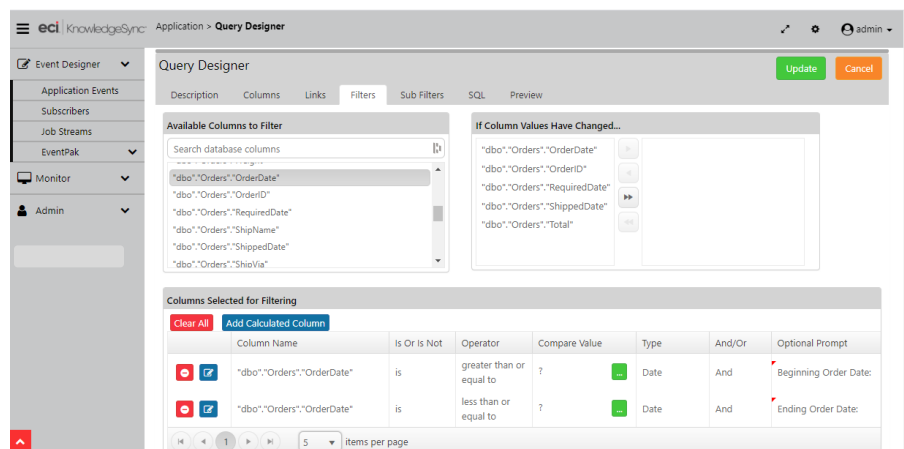 eci KnowledgeSync
Application > Query Designer
admin
Event Designer
Application Events
Subscribers
Job Streams
EventPak
Monitor
Admin
Query Designer
Update
Cancel
Description
Columns
Links
Filters
Sub Filters
SQL
Preview
Available Columns to Filter
Search database columns
"dbo"."Orders"."OrderDate"
"dbo"."Orders"."OrderID"
"dbo"."Orders"."RequiredDate"
"dbo"."Orders"."ShipName"
"dbo"."Orders"."ShippedDate"
"dbo"."Orders"."ShipVia"
If Column Values Have Changed...
"dbo"."Orders"."OrderDate"
"dbo"."Orders"."OrderID"
"dbo"."Orders"."RequiredDate"
"dbo"."Orders"."ShippedDate"
"dbo"."Orders"."Total"
Columns Selected for Filtering
Clear All
Add Calculated Column
Column Name Is Or Is Not Operator Compare Value Type And/Or Optional Prompt
"dbo"."Orders"."OrderDate" is greater than or equal to ? ... Date And Beginning Order Date:
"dbo"."Orders"."OrderDate" is less than or equal to ? ... Date And Ending Order Date:
1 5 items per page